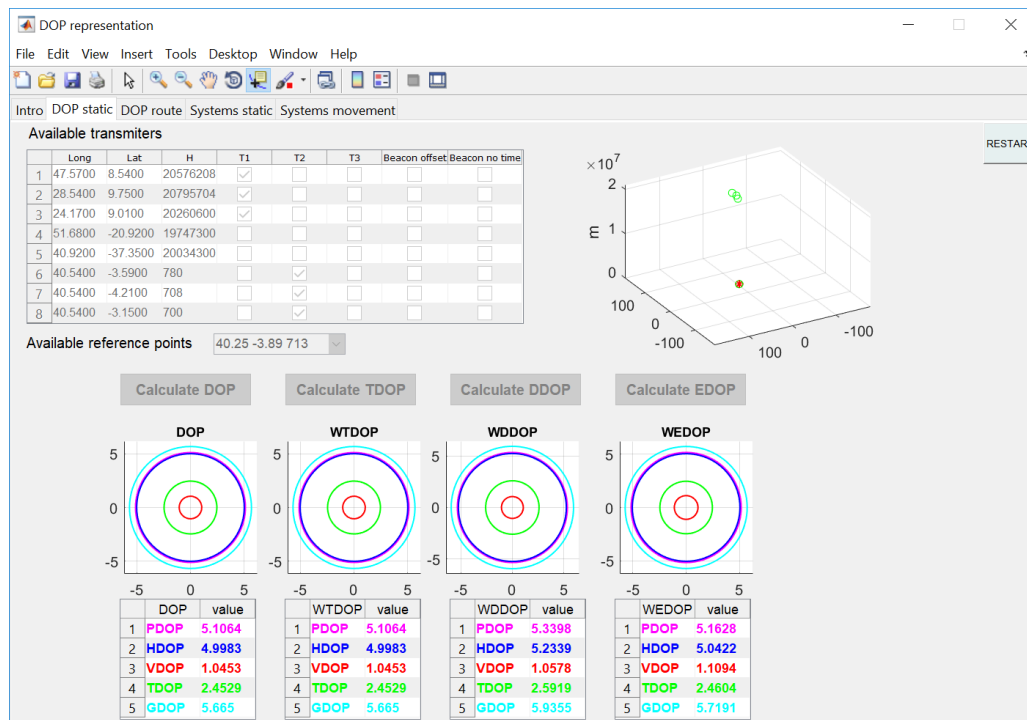 DOP representation
File Edit View Insert Tools Desktop Window Help
Intro DOP static DOP route Systems static Systems movement
Available transmiters
Long Lat H T1 T2 T3 Beacon offset Beacon no time
1 47.5700 8.5400 20576208
2 28.5400 9.7500 20795704
3 24.1700 9.0100 20260600
4 51.6800 -20.9200 19747300
5 40.9200 -37.3500 20034300
6 40.5400 -3.5900 780
7 40.5400 -4.2100 708
8 40.5400 -3.1500 700
RESTAR
×10^7
2
1
0
m
100
0
-100
100
0
-100
Available reference points 40.25 -3.89 713
Calculate DOP Calculate TDOP Calculate DDOP Calculate EDOP
DOP WTDOP WDDOP WEDOP
5 5 5 5
0 0 0 0
-5 -5 -5 -5
-5 0 5 -5 0 5 -5 0 5 -5 0 5
DOP value WTDOP value WDDOP value WEDOP value
1 PDOP 5.1064 1 PDOP 5.1064 1 PDOP 5.3398 1 PDOP 5.1628
2 HDOP 4.9983 2 HDOP 4.9983 2 HDOP 5.2339 2 HDOP 5.0422
3 VDOP 1.0453 3 VDOP 1.0453 3 VDOP 1.0578 3 VDOP 1.1094
4 TDOP 2.4529 4 TDOP 2.4529 4 TDOP 2.5919 4 TDOP 2.4604
5 GDOP 5.665 5 GDOP 5.665 5 GDOP 5.9355 5 GDOP 5.7191